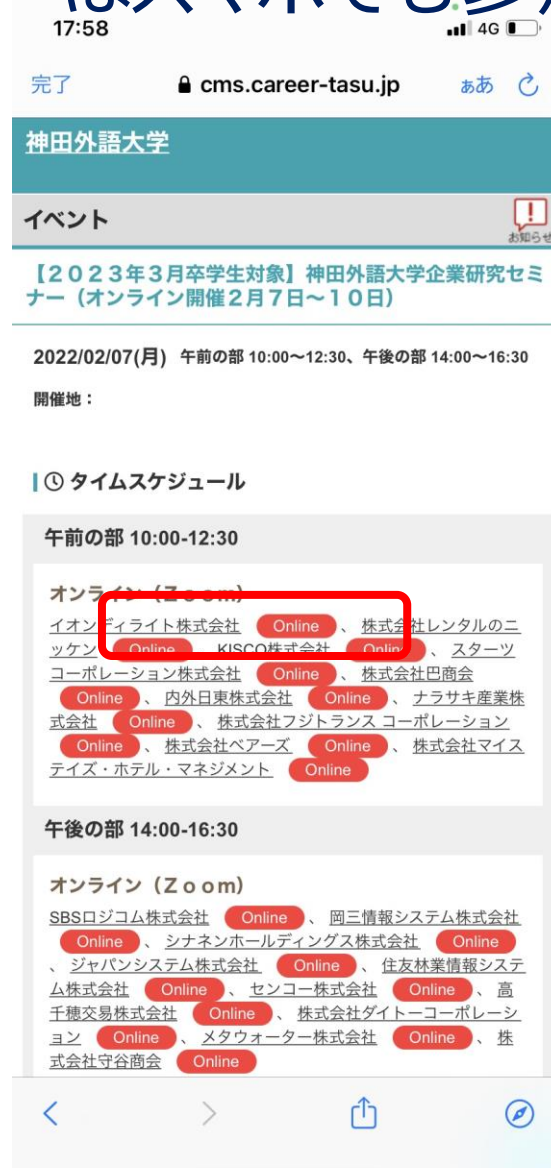 はスマホでも参
17:58
4G
完了
cms.career-tasu.jp
ぁあ
神田外語大学
イベント
お知らせ
【２０２３年３月卒学生対象】神田外語大学企業研究セミ
ナー（オンライン開催２月７日〜１０日）
2022/02/07(月) 午前の部 10:00〜12:30、午後の部 14:00〜16:30
開催地：
タイムスケジュール
午前の部 10:00-12:30
オンライン（Ｚｏｏｍ）
イオンディライト株式会社 Online 、 株式会社レンタルのニ
ッケン Online 、 KISCO株式会社 Online 、 スターツ
コーポレーション株式会社 Online 、 株式会社巴商会
Online 、 内外日東株式会社 Online 、 ナラサキ産業株
式会社 Online 、 株式会社フジトランス コーポレーション
Online 、 株式会社ベアーズ Online 、 株式会社マイス
テイズ・ホテル・マネジメント Online
午後の部 14:00-16:30
オンライン（Ｚｏｏｍ）
SBSロジコム株式会社 Online 、 岡三情報システム株式会社
Online 、 シナネンホールディングス株式会社 Online
、 ジャパンシステム株式会社 Online 、 住友林業情報システ
ム株式会社 Online 、 センコー株式会社 Online 、 高
千穂交易株式会社 Online 、 株式会社ダイトーコーポレーシ
ョン Online 、 メタウォーター株式会社 Online 、 株
式会社守谷商会 Online